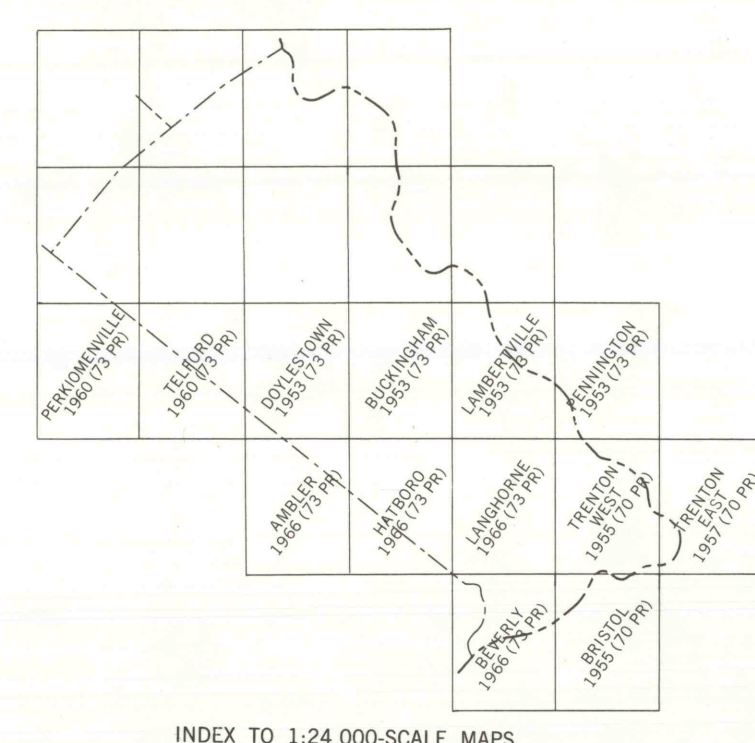 PERKIOMENVILLE
1960 (73 PR)
TELFORD
1960 (73 PR)
DOYLESTOWN
1953 (73 PR)
BUCKINGHAM
1953 (73 PR)
LAMBERTVILLE
1953 (73 PR)
PENNINGTON
1953 (73 PR)
AMBLER
1966 (73 PR)
HATBORO
1966 (73 PR)
LANGHORNE
1966 (73 PR)
TRENTON
WEST
1955 (70 PR)
TRENTON
EAST
1957 (70 PR)
BEVERLY
1966 (73 PR)
BRISTOL
1955 (70 PR)
INDEX TO 1:24 000-SCALE MAPS